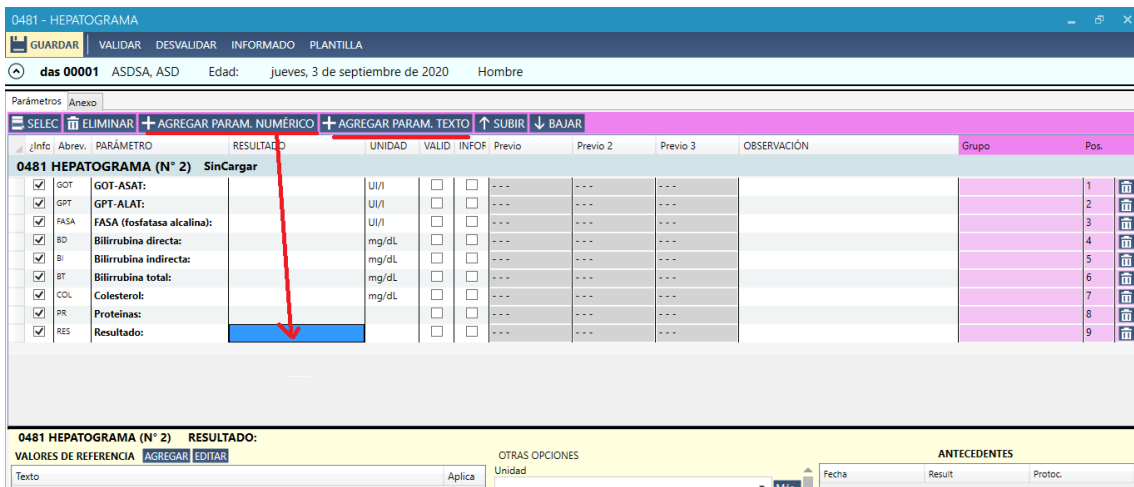 0481 - HEPATOGRAMA
GUARDAR VALIDAR DESVALIDAR INFORMADO PLANTILLA
das 00001 ASDSA, ASD Edad: jueves, 3 de septiembre de 2020 Hombre
Parámetros Anexo
SELEC ELIMINAR AGREGAR PARAM. NUMÉRICO AGREGAR PARAM. TEXTO SUBIR BAJAR
¿Info Abrev. PARÁMETRO RESULTADO UNIDAD VALID INFOR Previo Previo 2 Previo 3 OBSERVACIÓN Grupo Pos.
0481 HEPATOGRAMA (N° 2) SinCargar
GOT GOT-ASAT: UI/l - - - - - - - - - 1
GPT GPT-ALAT: UI/l - - - - - - - - - 2
FASA FASA (fosfatasa alcalina): UI/l - - - - - - - - - 3
BD Bilirrubina directa: mg/dL - - - - - - - - - 4
BI Bilirrubina indirecta: mg/dL - - - - - - - - - 5
BT Bilirrubina total: mg/dL - - - - - - - - - 6
COL Colesterol: mg/dL - - - - - - - - - 7
PR Proteinas: - - - - - - - - - 8
RES Resultado: - - - - - - - - - 9
0481 HEPATOGRAMA (N° 2) RESULTADO:
VALORES DE REFERENCIA AGREGAR EDITAR OTRAS OPCIONES ANTECEDENTES
Texto Aplica Unidad Fecha Result Protoc.